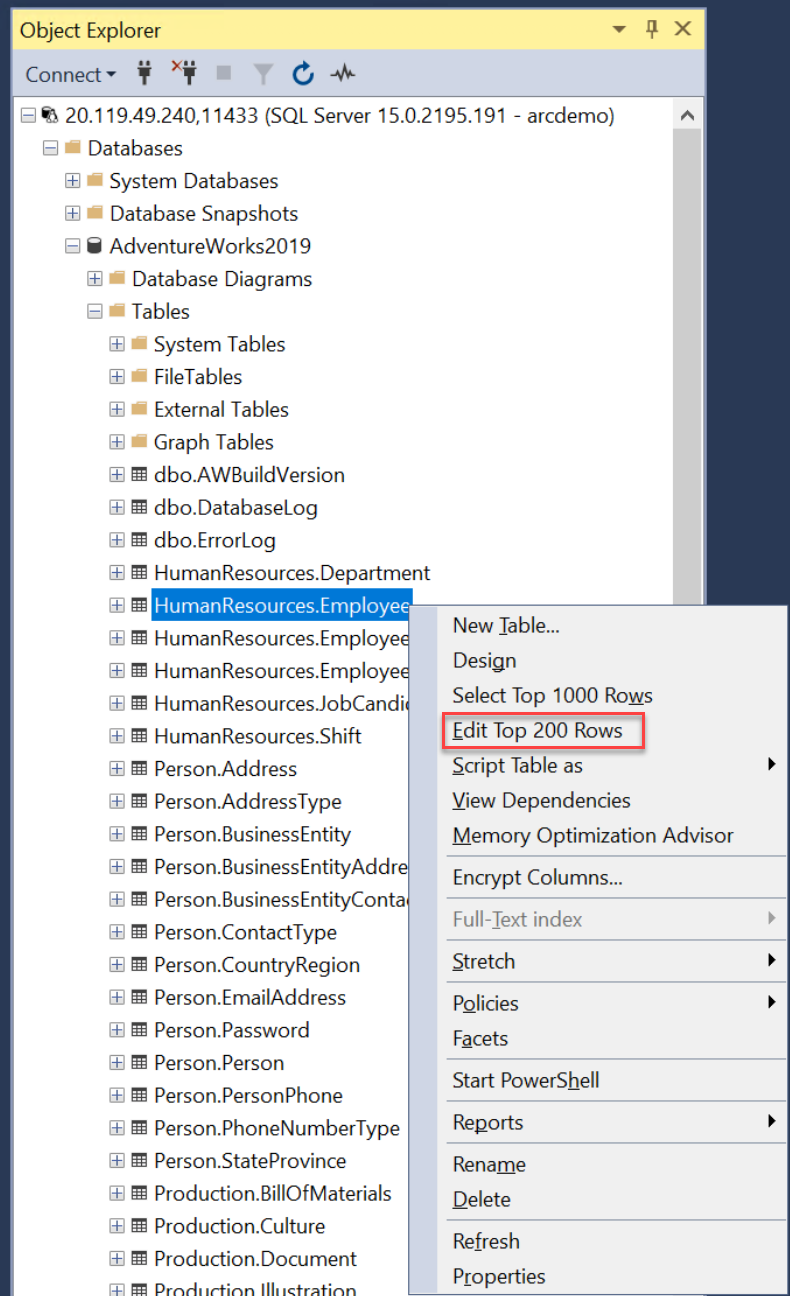 Object Explorer
Connect
20.119.49.240,11433 (SQL Server 15.0.2195.191 - arcdemo)
Databases
System Databases
Database Snapshots
AdventureWorks2019
Database Diagrams
Tables
System Tables
FileTables
External Tables
Graph Tables
dbo.AWBuildVersion
dbo.DatabaseLog
dbo.ErrorLog
HumanResources.Department
HumanResources.Employee
HumanResources.Employee
HumanResources.Employee
HumanResources.JobCandi
HumanResources.Shift
Person.Address
Person.AddressType
Person.BusinessEntity
Person.BusinessEntityAddre
Person.BusinessEntityConta
Person.ContactType
Person.CountryRegion
Person.EmailAddress
Person.Password
Person.Person
Person.PersonPhone
Person.PhoneNumberType
Person.StateProvince
Production.BillOfMaterials
Production.Culture
Production.Document
Production.Illustration
New Table...
Design
Select Top 1000 Rows
Edit Top 200 Rows
Script Table as
View Dependencies
Memory Optimization Advisor
Encrypt Columns...
Full-Text index
Stretch
Policies
Facets
Start PowerShell
Reports
Rename
Delete
Refresh
Properties